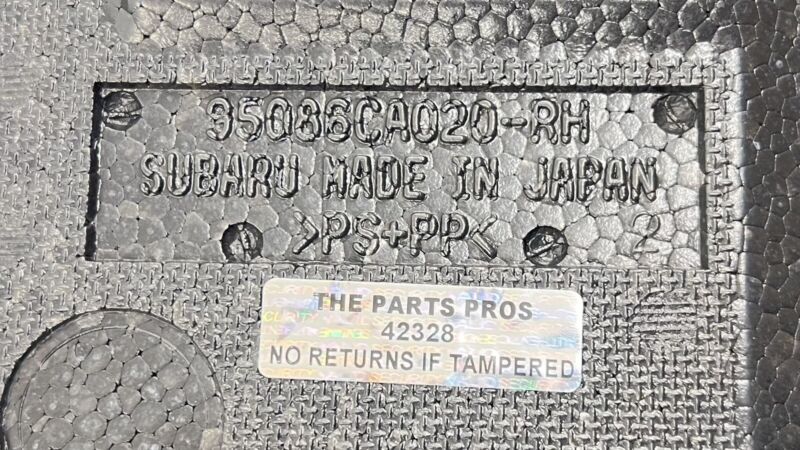 95086CA020-RH
SUBARU MADE IN JAPAN
>PS+PP<
2
THE PARTS PROS
42328
NO RETURNS IF TAMPERED